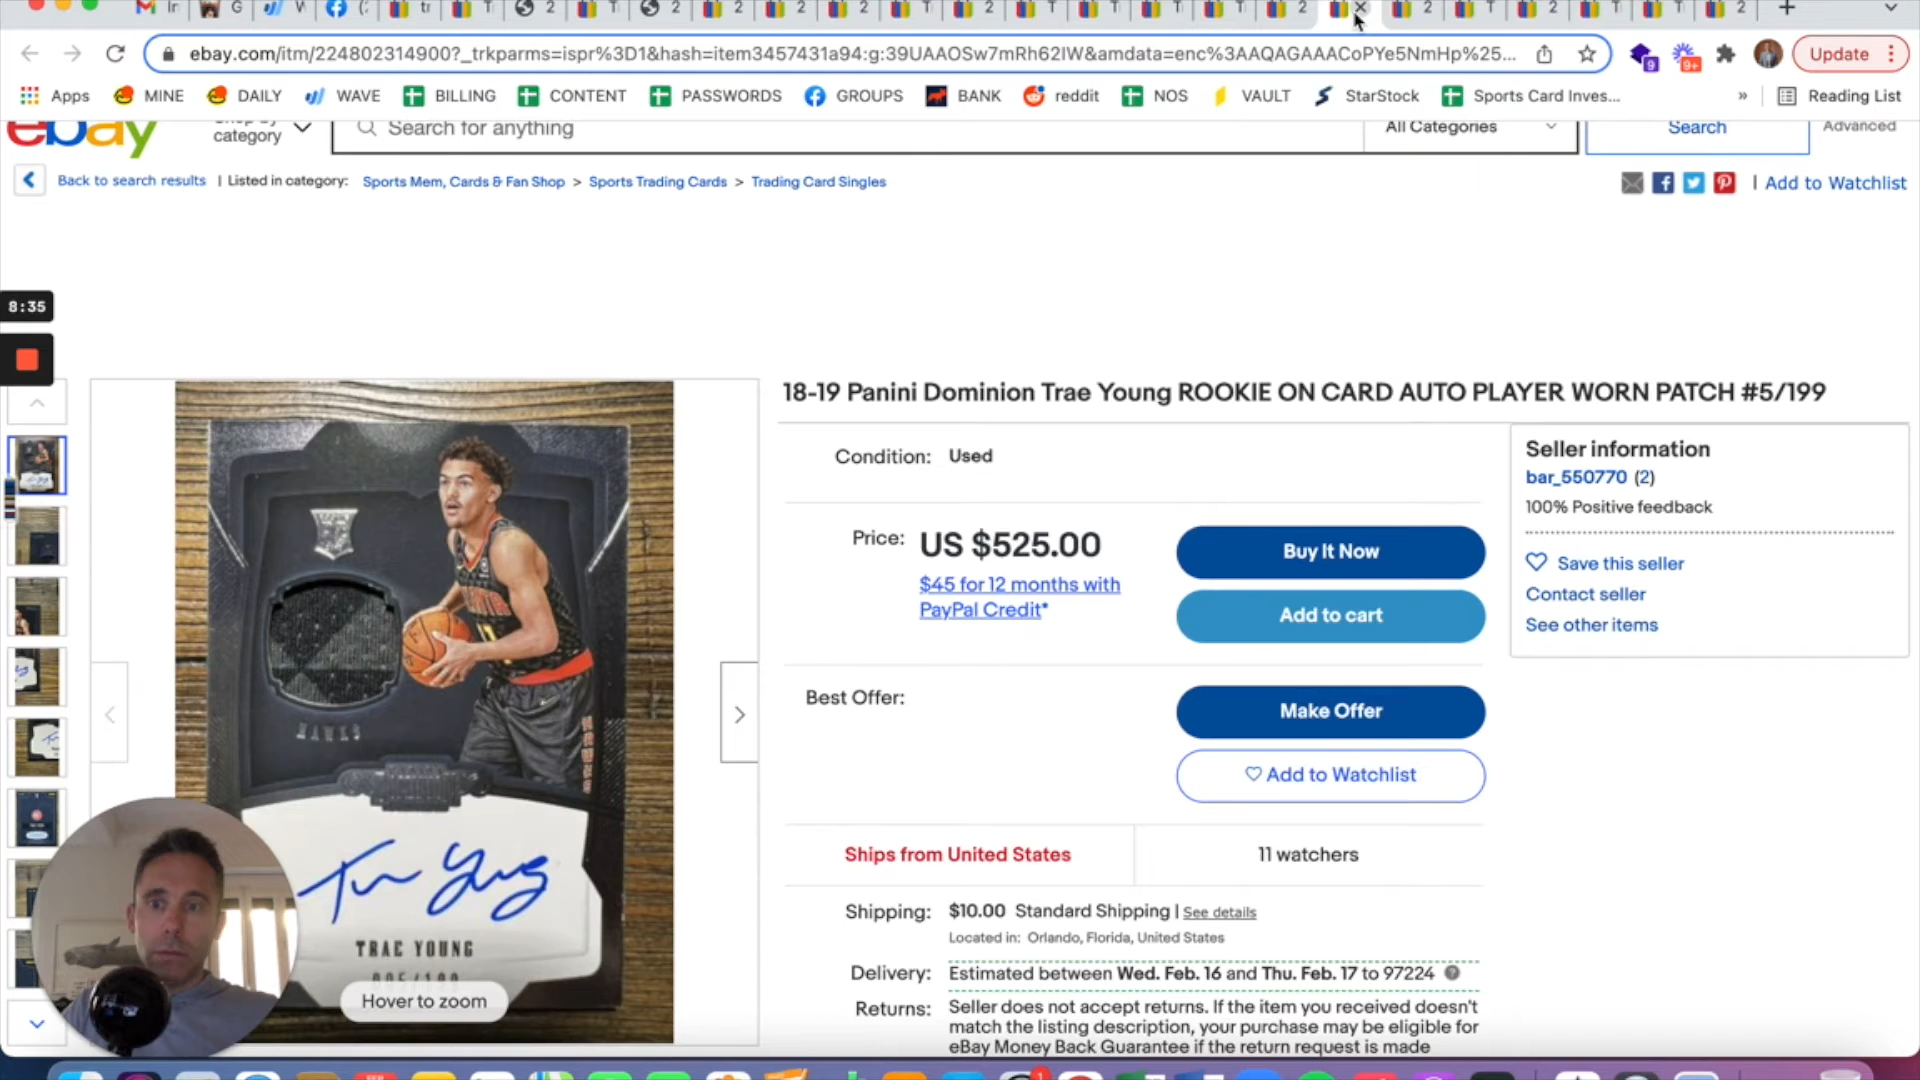 ebay.com/itm/224802314900?_trkparms=ispr%3D1&hash=item3457431a94:g:39UAAOSw7mRh62IW&amdata=enc%3AAQAGAAACoPYe5NmHp%25...
Update
Apps MINE DAILY WAVE BILLING CONTENT PASSWORDS GROUPS BANK reddit NOS VAULT StarStock Sports Card Inves... » Reading List
ebay
category
Search for anything
All Categories
Search
Advanced
Back to search results | Listed in category: Sports Mem, Cards & Fan Shop > Sports Trading Cards > Trading Card Singles
| Add to Watchlist
8:35
18-19 Panini Dominion Trae Young ROOKIE ON CARD AUTO PLAYER WORN PATCH #5/199
Condition: Used
Price: US $525.00
$45 for 12 months with
PayPal Credit*
Buy It Now
Add to cart
Best Offer:
Make Offer
Add to Watchlist
Ships from United States
11 watchers
Shipping: $10.00 Standard Shipping | See details
Located in: Orlando, Florida, United States
Delivery: Estimated between Wed. Feb. 16 and Thu. Feb. 17 to 97224
Returns: Seller does not accept returns. If the item you received doesn't
match the listing description, your purchase may be eligible for
eBay Money Back Guarantee if the return request is made
Seller information
bar_550770 (2)
100% Positive feedback
Save this seller
Contact seller
See other items
HAWKS
Trae Young
TRAE YOUNG
Hover to zoom